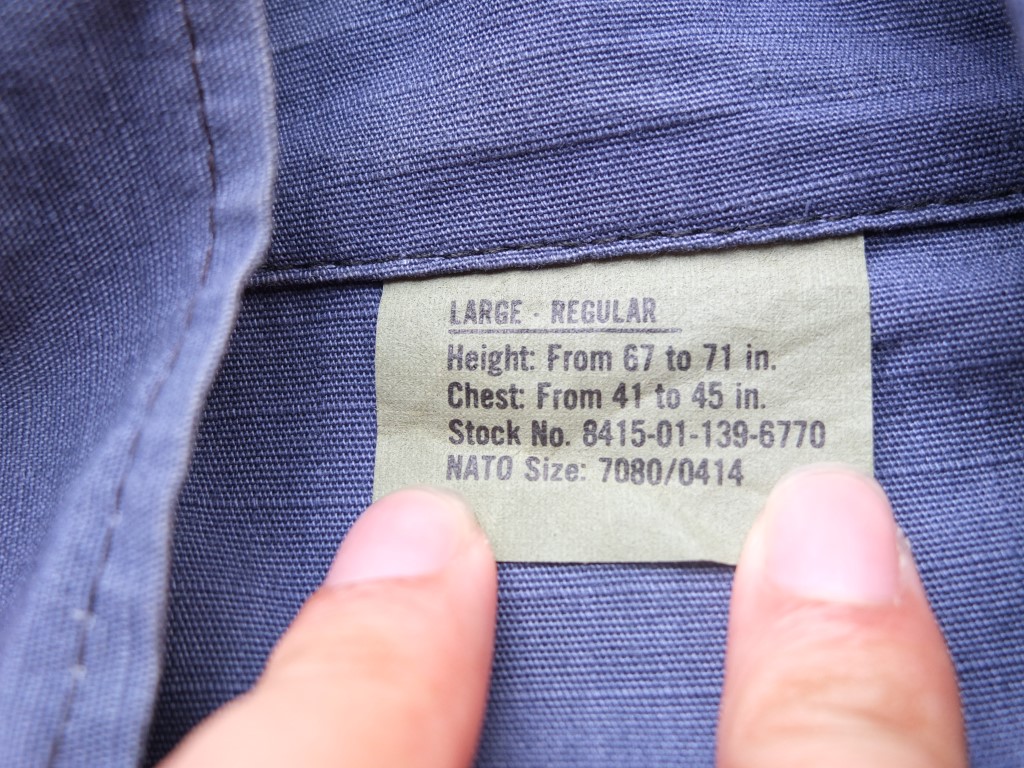 LARGE - REGULAR
Height: From 67 to 71 in.
Chest: From 41 to 45 in.
Stock No. 8415-01-139-6770
NATO Size: 7080/0414